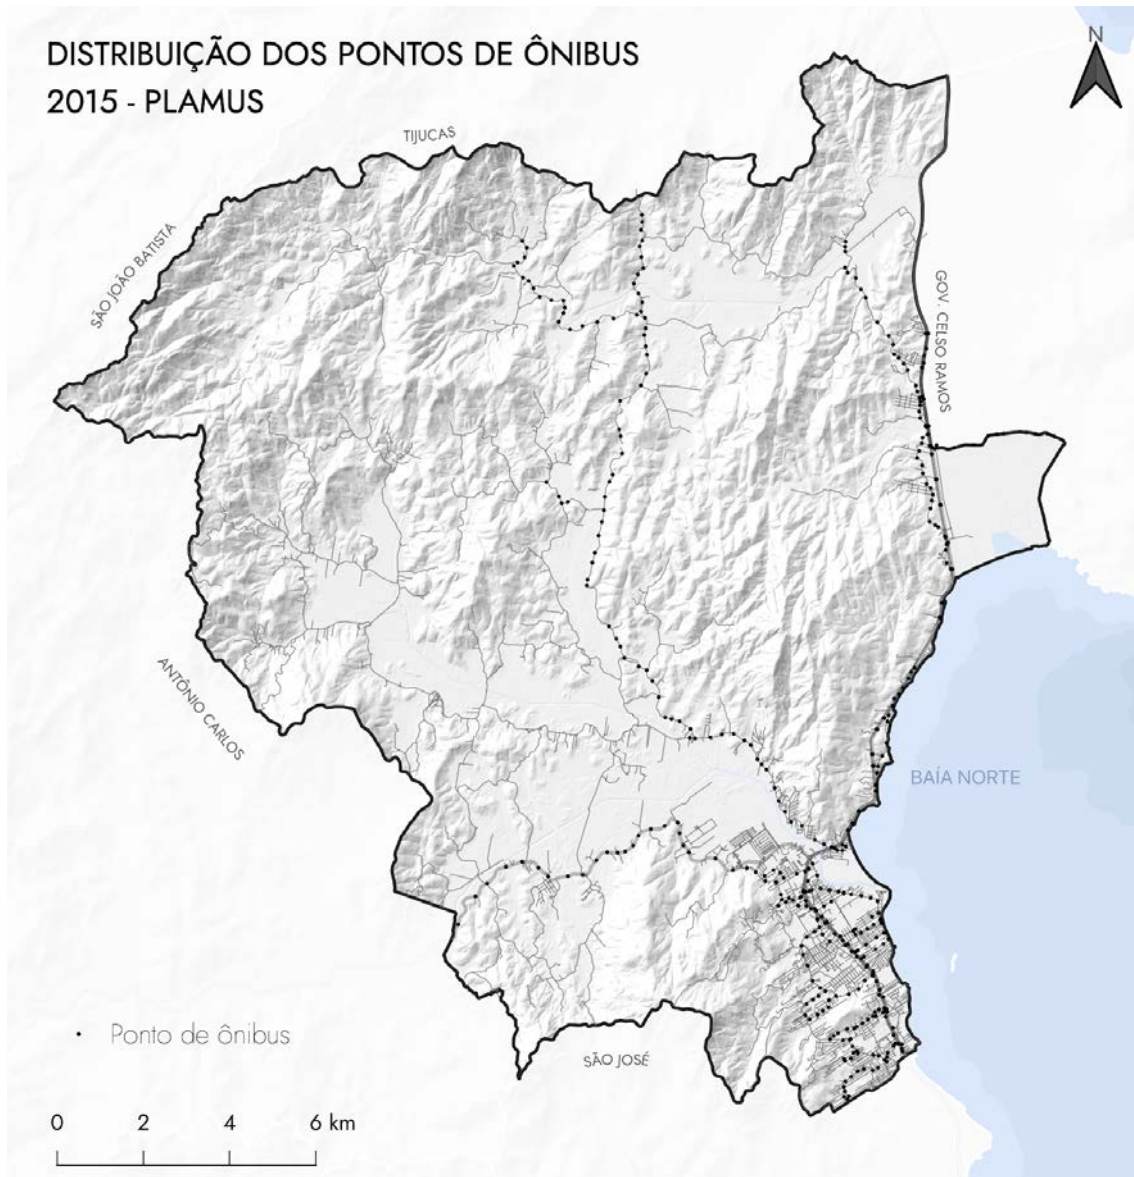 DISTRIBUIÇÃO DOS PONTOS DE ÔNIBUS
2015 - PLAMUS
N
TIJUCAS
SÃO JOÃO BATISTA
GOV. CELSO RAMOS
ANTÔNIO CARLOS
BAÍA NORTE
Ponto de ônibus
SÃO JOSÉ
0 2 4 6 km